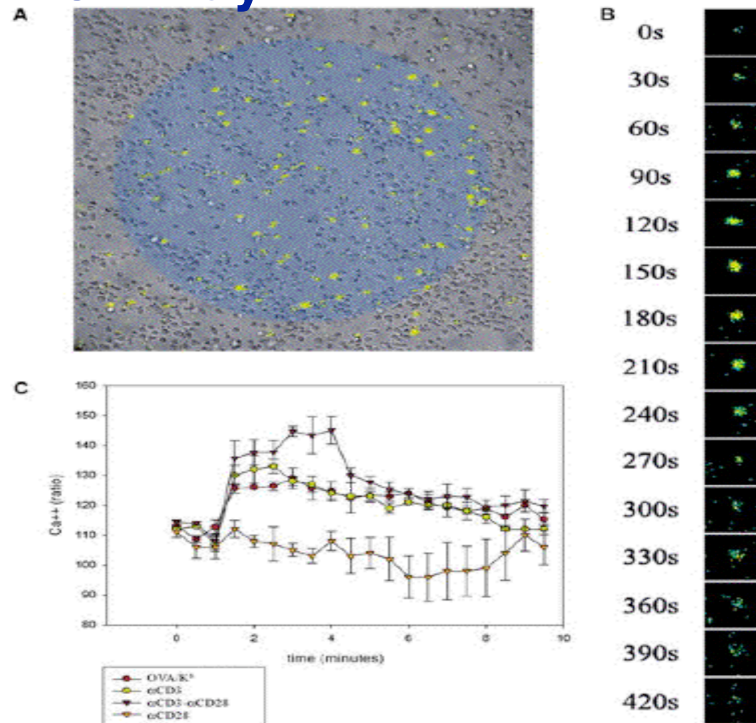 A
B
0s
30s
60s
90s
120s
150s
180s
210s
240s
270s
300s
330s
360s
390s
420s
C
Ca++ (ratio)
160
150
140
130
120
110
100
90
80
0 2 4 6 8 10
time (minutes)
OVA/Kᵇ
αCD3
αCD3-αCD28
αCD28